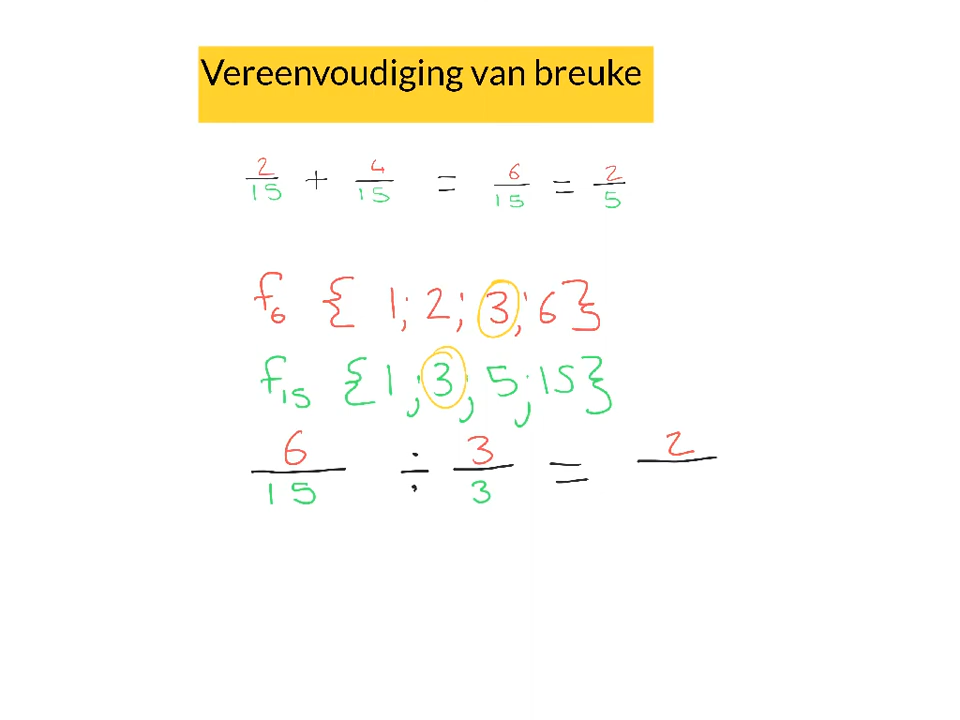 Vereenvoudiging van breuke
2/15 + 4/15 = 6/15 = 2/5
f6 { 1; 2; 3; 6}
f15 {1; 3; 5; 15}
6/15 ÷ 3/3 = 2/